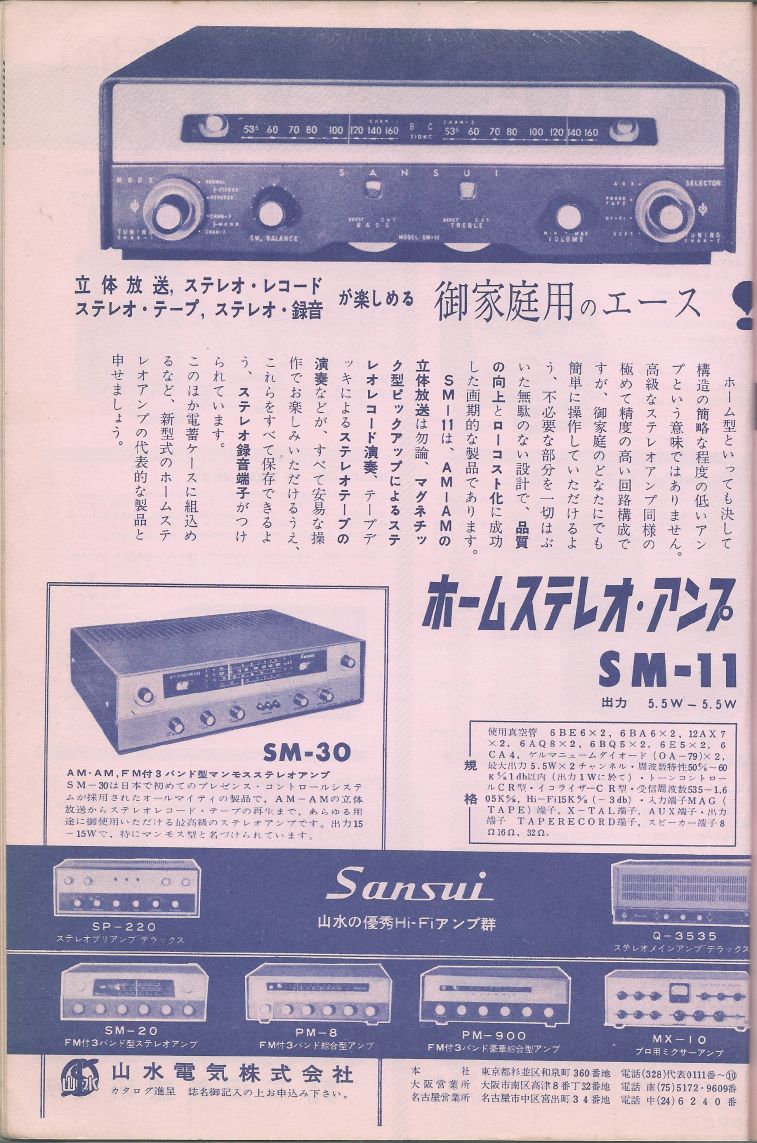 535 60 70 80 100 120 140 160 BC 535 60 70 80 100 120 140 160
SANSUI
MODE
NORMAL
STEREO
REVERSE
CHAN-1
MONO
CHAN-2
TUNING
CHAN-1
SW. BALANCE
BOOST CUT
BASS
MODEL SM-11
BOOST CUT
TREBLE
MIN MAX
VOLUME
AUX
PHONO
TAPE
HI-FI
SOFT
SELECTOR
TUNING
CHAN-2
立体放送,ステレオ・レコード
ステレオ・テープ,ステレオ・録音
が楽しめる
御家庭用のエース!
ホーム型といっても決して
構造の簡略な程度の低いアン
プという意味ではありません。
高級なステレオアンプ同様の
極めて精度の高い回路構成で
すが、御家庭のどなたにでも
簡単に操作していただけるよ
う、不必要な部分を一切はぶ
いた無駄のない設計で、品質
の向上とローコスト化に成功
した画期的な製品であります。
SM-11は、AM-AMの
立体放送は勿論、マグネチッ
ク型ピックアップによるステ
レオレコード演奏、テープデ
ッキによるステレオテープの
演奏などが、すべて安易な操
作でお楽しみいただけるうえ、
これらをすべて保存できるよ
う、ステレオ録音端子がつけ
られています。
このほか電蓄ケースに組込め
るなど、新型式のホームステ
レオアンプの代表的な製品と
申せましょう。
ホームステレオ・アンプ
SM-11
出力 5.5W-5.5W
規格
使用真空管 6BE6×2, 6BA6×2, 12AX7
×2, 6AQ8×2, 6BQ5×2, 6E5×2, 6
CA4, ゲルマニュームダイオード(OA-79)×2,
最大出力5.5W×2チャンネル・周波数特性50%~60
K%1db以内(出力1Wに於て)・トーンコントロー
ルCR型・イコライザーCR型・受信周波数535~1,6
05K%, Hi-Fi15K%(-3db)・入力端子MAG(
TAPE)端子, X-TAL端子, AUX端子・出力
端子 TAPERECORD端子, スピーカー端子8
Ω16Ω, 32Ω.
Sansui
SM-30
AM・AM, FM付3バンド型マンモスステレオアンプ
SM-30は日本で初めてのプレゼンス・コントロールシステ
ムが採用されたオールマイティの製品で, AM-AMの立体
放送からステレオレコード・テープの再生まで, あらゆる用
途に御使用いただける最高級のステレオアンプです。出力15
-15Wで, 特にマンモス型と名づけられています。
Sansui
山水の優秀Hi-Fiアンプ群
SP-220
ステレオプリアンプ デラックス
Q-3535
ステレオメインアンプ デラックス
SM-20
FM付3バンド型ステレオアンプ
PM-8
FM付3バンド綜合型アンプ
PM-900
FM付3バンド豪華綜合型アンプ
MX-10
プロ用ミクサーアンプ
山水
山水電気株式会社
カタログ進呈 誌名御記入の上お申込み下さい。
本社 東京都杉並区和泉町360番地 電話(328)代表0111番~⑩
大阪営業所 大阪市南区高津8番丁32番地 電話 南(75)5172・9609番
名古屋営業所 名古屋市中区宮出町34番地 電話 中(24)6240番